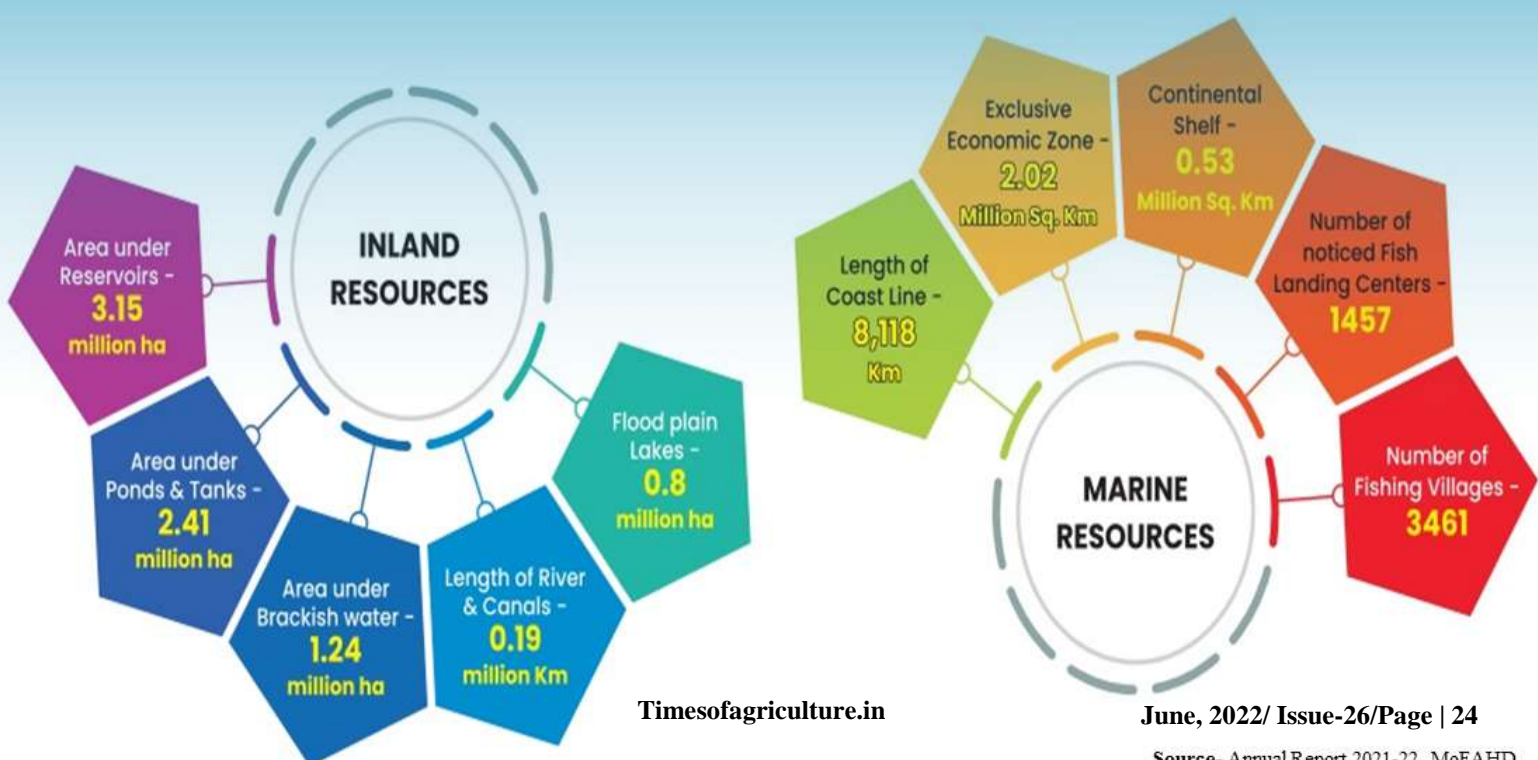 INLAND
RESOURCES
Area under
Reservoirs -
3.15
million ha
Area under
Ponds & Tanks -
2.41
million ha
Area under
Brackish water -
1.24
million ha
Length of River
& Canals -
0.19
million Km
Flood plain
Lakes -
0.8
million ha
MARINE
RESOURCES
Length of
Coast Line -
8,118
Km
Exclusive
Economic Zone -
2.02
Million Sq. Km
Continental
Shelf -
0.53
Million Sq. Km
Number of
noticed Fish
Landing Centers -
1457
Number of
Fishing Villages -
3461
Timesofagriculture.in
June, 2022/ Issue-26/Page | 24
Source- Annual Report 2021-22, MoFAHD